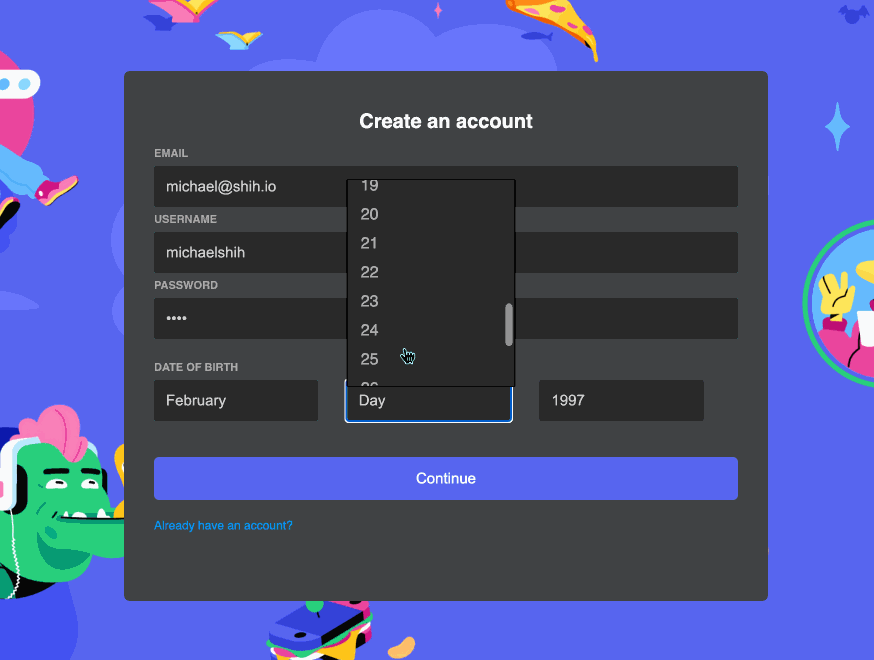 Create an account
EMAIL
michael@shih.io
USERNAME
michaelshih
PASSWORD
••••
19
20
21
22
23
24
25
26
DATE OF BIRTH
February
Day
1997
Continue
Already have an account?